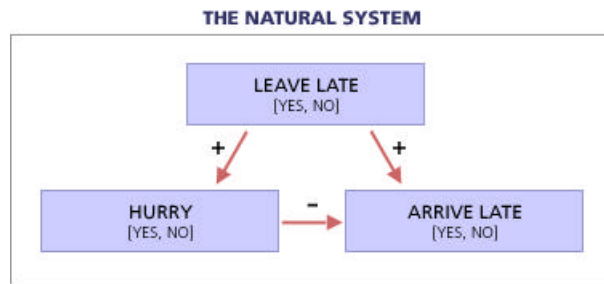 THE NATURAL SYSTEM
LEAVE LATE
[YES, NO]
+
+
HURRY
[YES, NO]
-
ARRIVE LATE
[YES, NO]